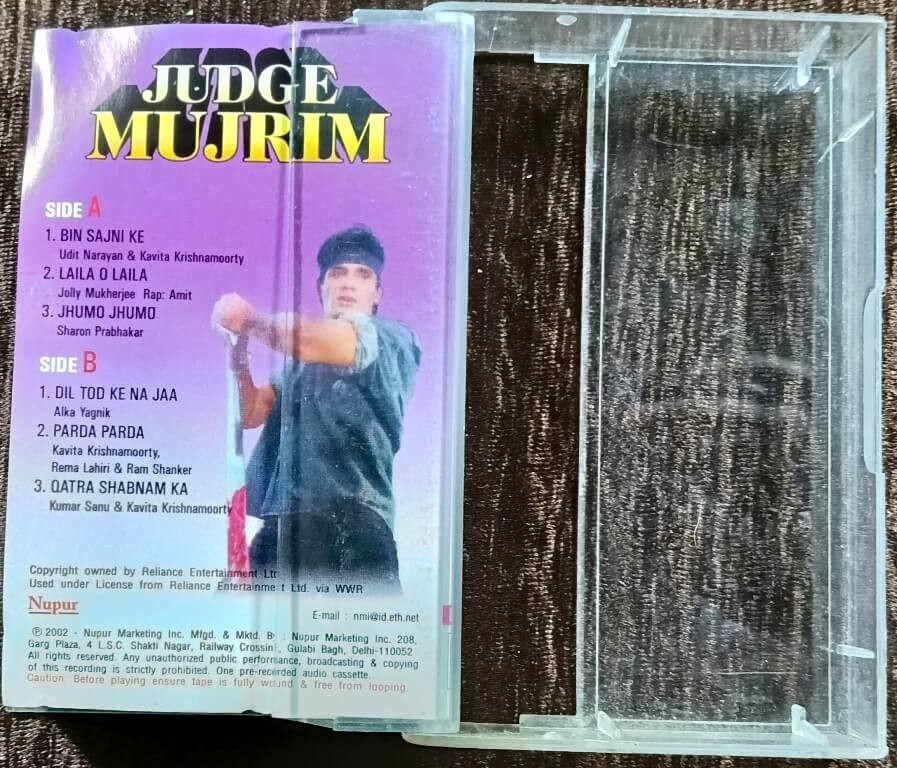 JUDGE
MUJRIM
SIDE A
1. BIN SAJNI KE
Udit Narayan & Kavita Krishnamoorty
2. LAILA O LAILA
Jolly Mukherjee Rap: Amit
3. JHUMO JHUMO
Sharon Prabhakar
SIDE B
1. DIL TOD KE NA JAA
Alka Yagnik
2. PARDA PARDA
Kavita Krishnamoorty,
Rema Lahiri & Ram Shanker
3. QATRA SHABNAM KA
Kumar Sanu & Kavita Krishnamoorty
Copyright owned by Reliance Entertainment Lt
Used under License from Reliance Entertainme t Ltd. via WWR
Nupur
E-mail : nmi@id.eth.net
℗ 2002 - Nupur Marketing Inc. Mfgd. & Mktd. By : Nupur Marketing Inc. 208,
Garg Plaza, 4 L.S.C. Shakti Nagar, Railway Crossin , Gulabi Bagh, Delhi-110052
All rights reserved. Any unauthorized public performance, broadcasting & copying
of this recording is strictly prohibited. One pre-recorded audio cassette.
Caution: Before playing ensure tape is fully wound & free from looping.